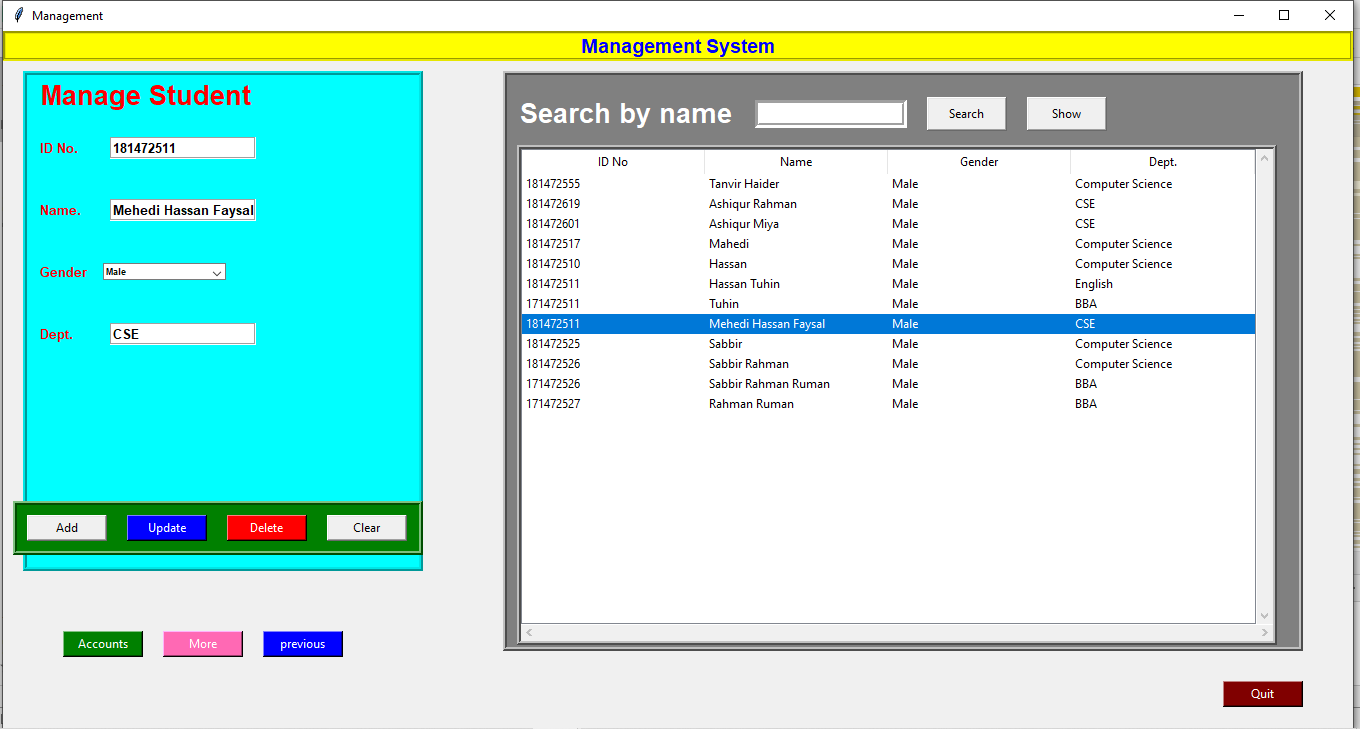 Management
Management System
Manage Student
ID No. 181472511
Name. Mehedi Hassan Faysal
Gender Male
Dept. CSE
Add Update Delete Clear
Accounts More previous
Search by name Search Show
ID No Name Gender Dept.
181472555 Tanvir Haider Male Computer Science
181472619 Ashiqur Rahman Male CSE
181472601 Ashiqur Miya Male CSE
181472517 Mahedi Male Computer Science
181472510 Hassan Male Computer Science
181472511 Hassan Tuhin Male English
171472511 Tuhin Male BBA
181472511 Mehedi Hassan Faysal Male CSE
181472525 Sabbir Male Computer Science
181472526 Sabbir Rahman Male Computer Science
171472526 Sabbir Rahman Ruman Male BBA
171472527 Rahman Ruman Male BBA
Quit